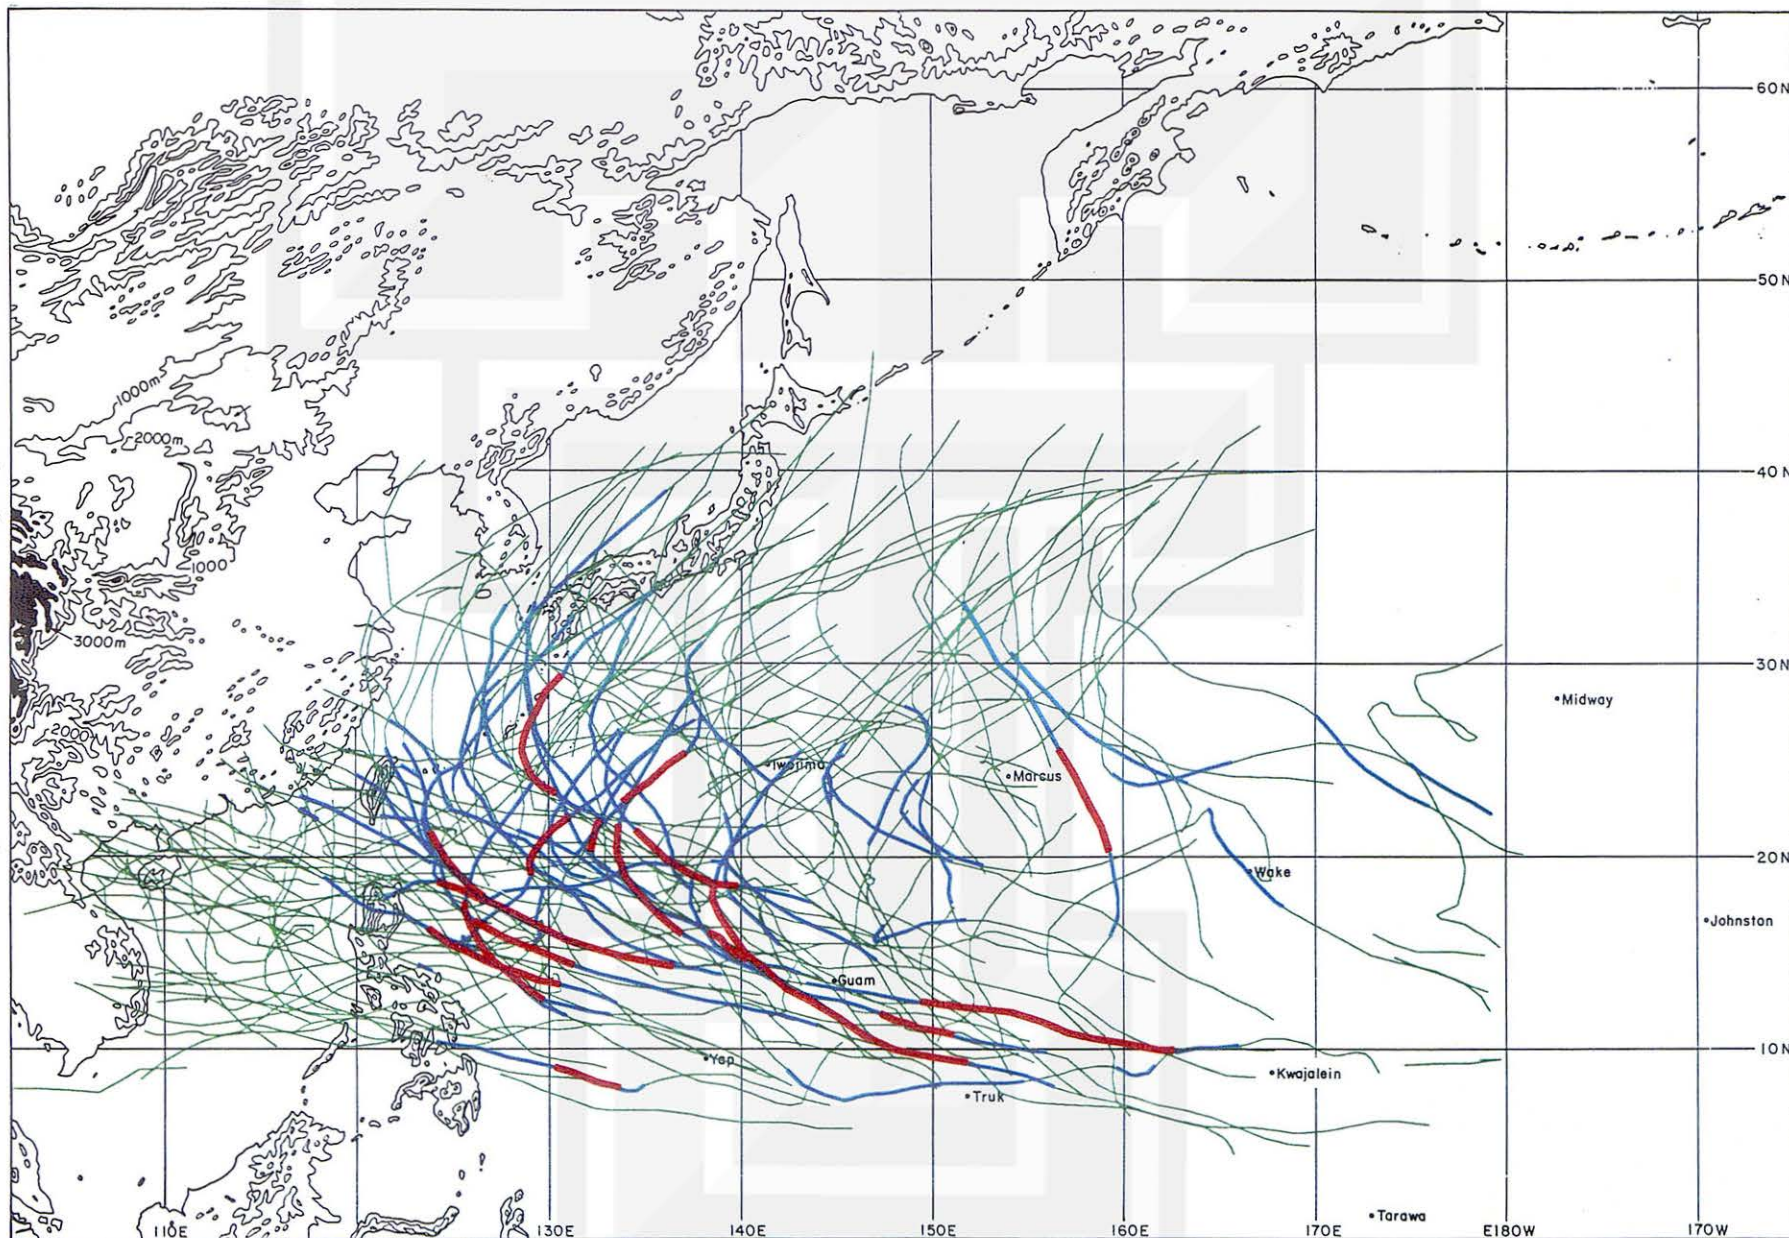 60N
50N
1000m
2000m
40N
1000
3000m
30N
Midway
2000
Iwojima
Marcus
20N
Wake
Johnston
Guam
10N
Yap
Kwajalein
Truk
Tarawa
110E
130E
140E
150E
160E
170E
E180W
170W